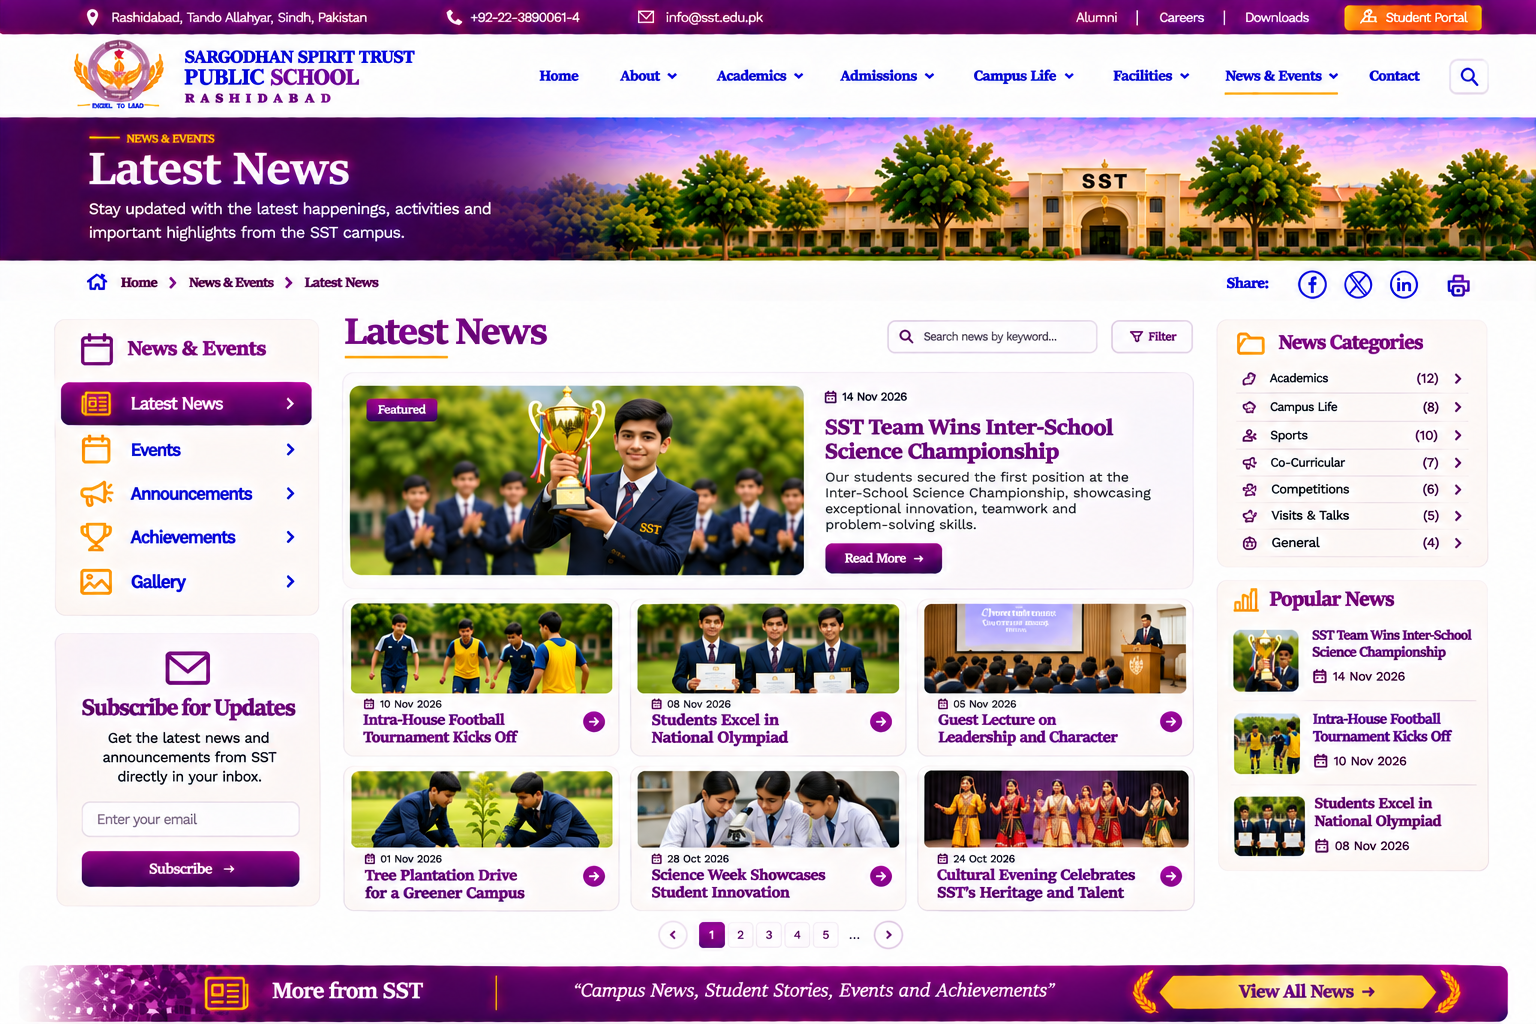 Rashidabad, Tando Allahyar, Sindh, Pakistan
+92-22-3890061-4
info@sst.edu.pk
Alumni | Careers | Downloads
Student Portal
SARGODHAN SPIRIT TRUST
PUBLIC SCHOOL
RASHIDABAD
Home About Academics Admissions Campus Life Facilities News & Events Contact
NEWS & EVENTS
Latest News
Stay updated with the latest happenings, activities and
important highlights from the SST campus.
SST
Home > News & Events > Latest News
Share:
News & Events
Latest News
Events
Announcements
Achievements
Gallery
Subscribe for Updates
Get the latest news and
announcements from SST
directly in your inbox.
Enter your email
Subscribe →
Latest News
Search news by keyword...
Filter
Featured
SST
14 Nov 2026
SST Team Wins Inter-School
Science Championship
Our students secured the first position at the
Inter-School Science Championship, showcasing
exceptional innovation, teamwork and
problem-solving skills.
Read More →
10 Nov 2026
Intra-House Football
Tournament Kicks Off
08 Nov 2026
Students Excel in
National Olympiad
05 Nov 2026
Guest Lecture on
Leadership and Character
01 Nov 2026
Tree Plantation Drive
for a Greener Campus
28 Oct 2026
Science Week Showcases
Student Innovation
24 Oct 2026
Cultural Evening Celebrates
SST's Heritage and Talent
1 2 3 4 5 ...
News Categories
Academics (12)
Campus Life (8)
Sports (10)
Co-Curricular (7)
Competitions (6)
Visits & Talks (5)
General (4)
Popular News
SST Team Wins Inter-School
Science Championship
14 Nov 2026
Intra-House Football
Tournament Kicks Off
10 Nov 2026
Students Excel in
National Olympiad
08 Nov 2026
More from SST
“Campus News, Student Stories, Events and Achievements”
View All News →